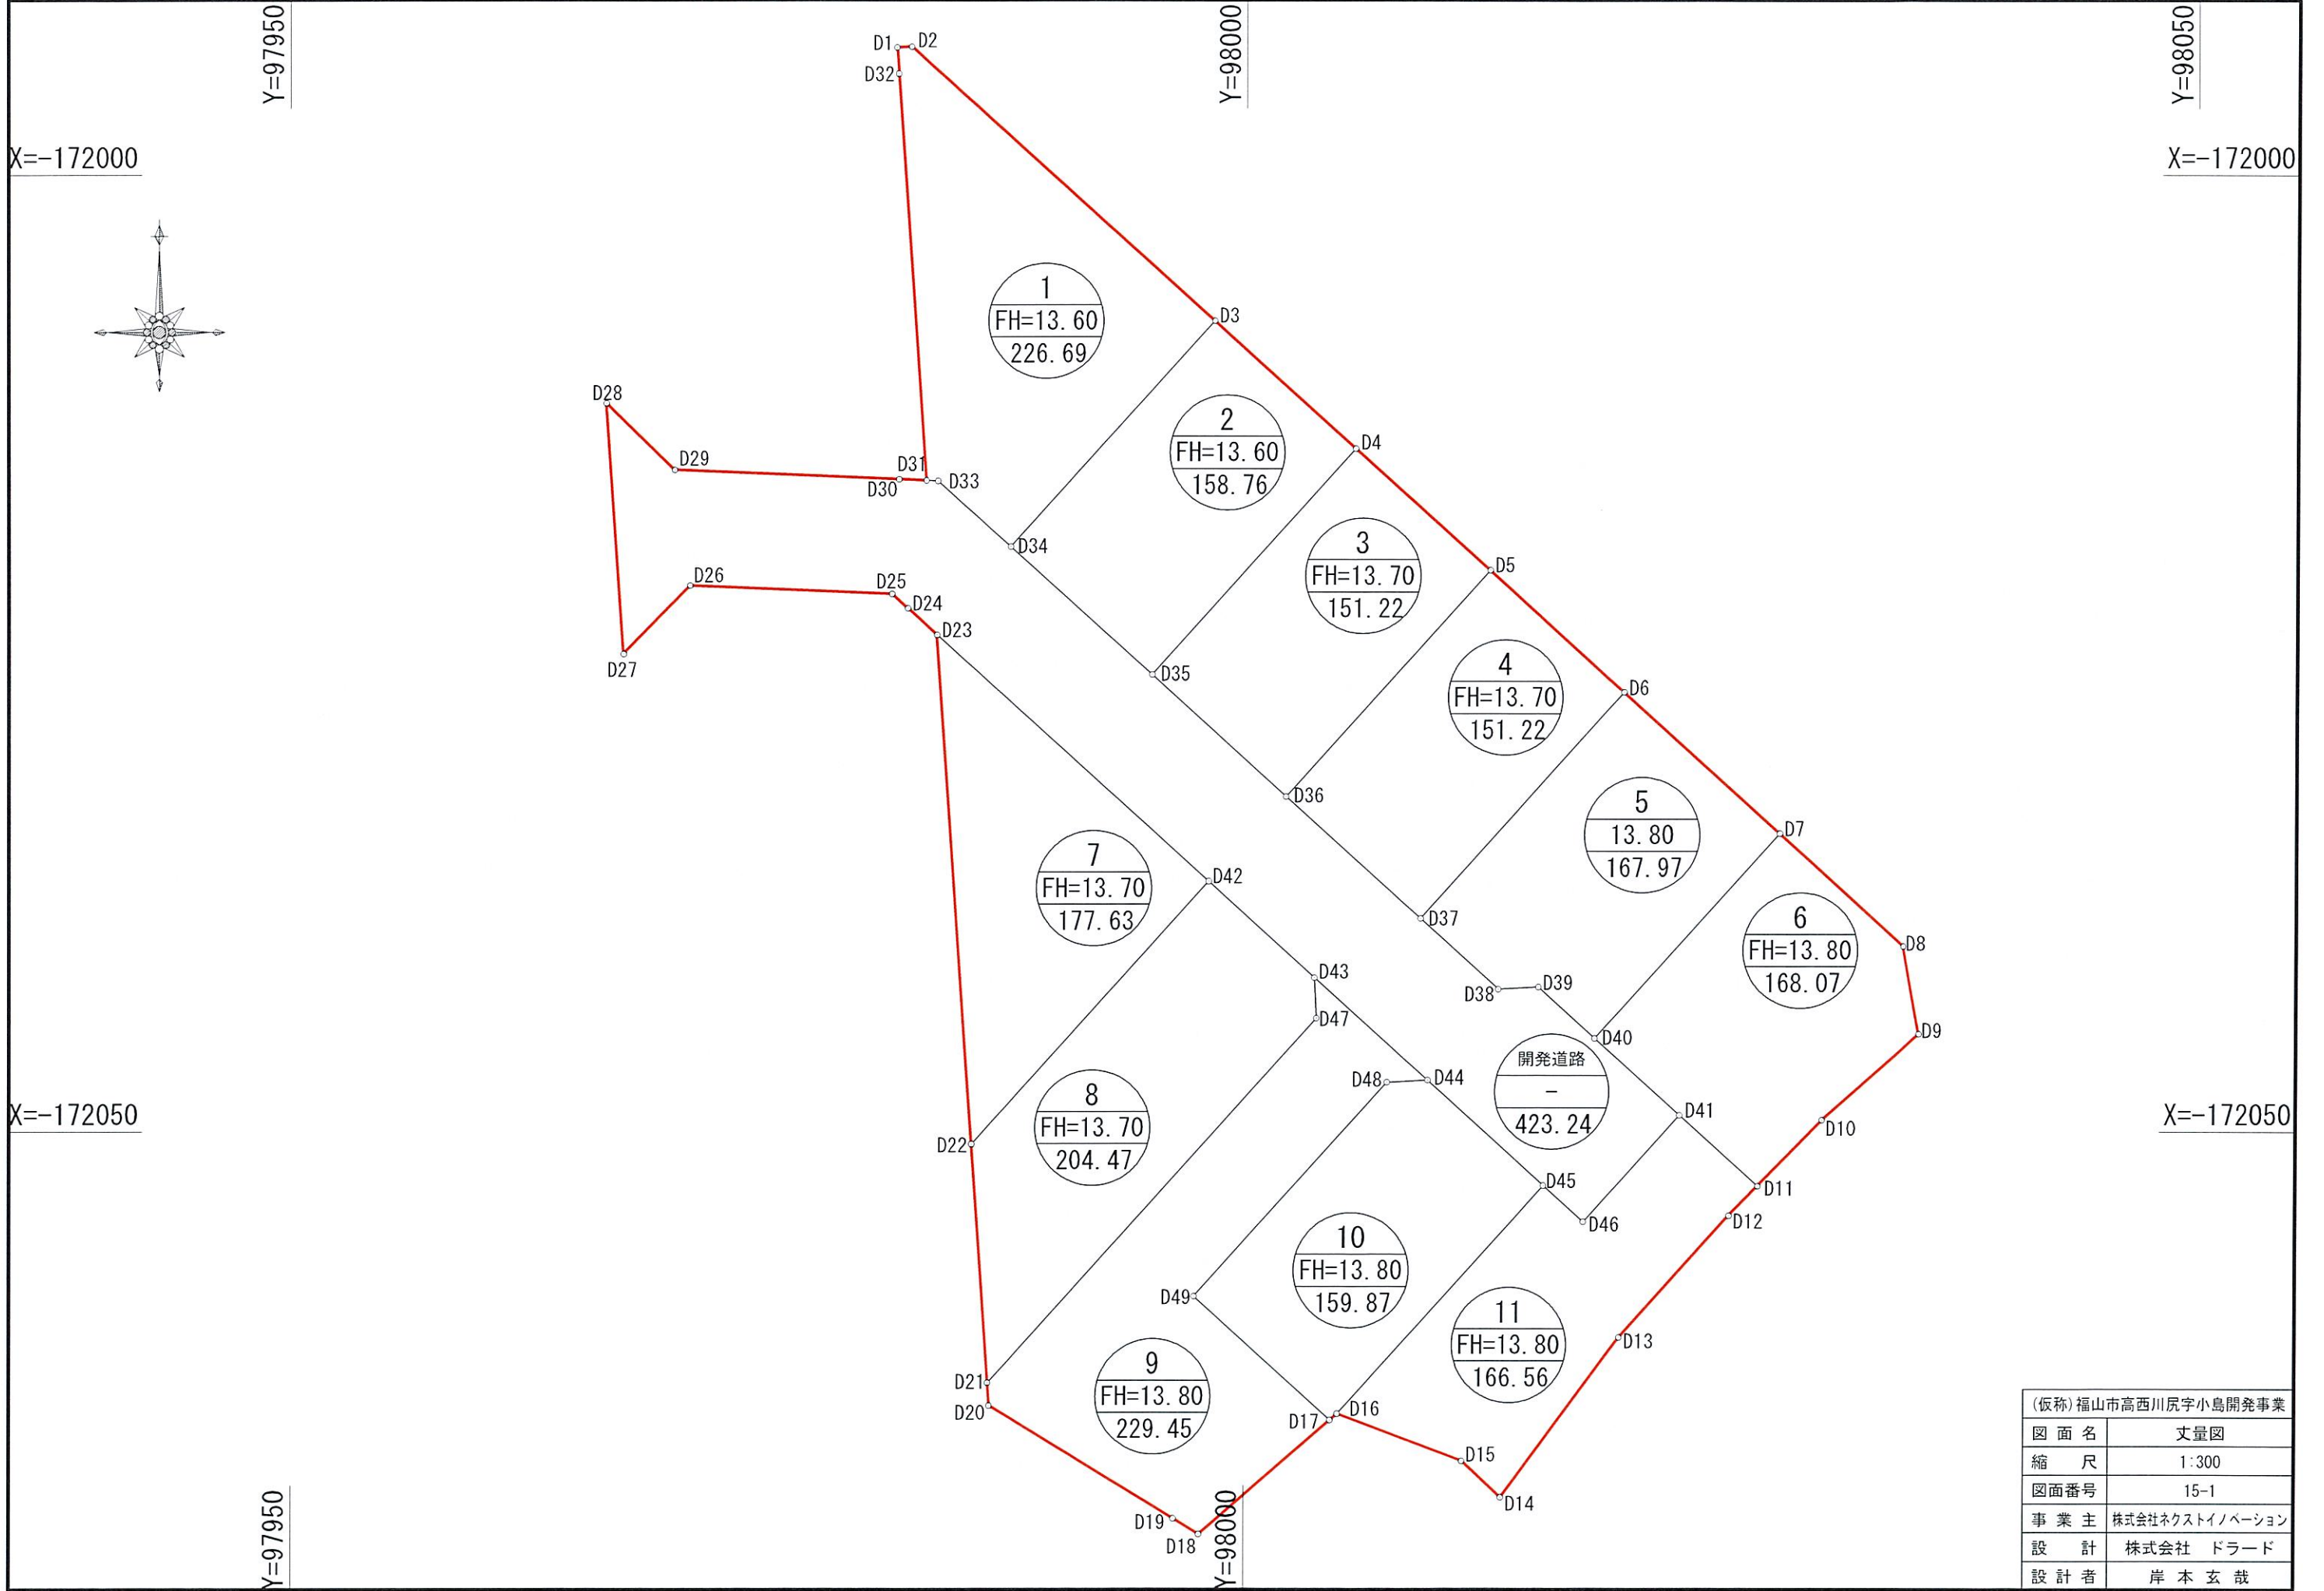 Y=97950
Y=98000
Y=98050
X=-172000
X=-172000
D1
D2
D32
D3
D4
D5
D6
D7
D8
D9
D10
D11
D12
D13
D14
D15
D16
D17
D18
D19
D20
D21
D22
D23
D24
D25
D26
D27
D28
D29
D30
D31
D33
D34
D35
D36
D37
D38
D39
D40
D41
D42
D43
D44
D45
D46
D47
D48
D49
1
FH=13.60
226.69
2
FH=13.60
158.76
3
FH=13.70
151.22
4
FH=13.70
151.22
5
13.80
167.97
6
FH=13.80
168.07
7
FH=13.70
177.63
8
FH=13.70
204.47
9
FH=13.80
229.45
10
FH=13.80
159.87
11
FH=13.80
166.56
開発道路
-
423.24
X=-172050
X=-172050
Y=97950
Y=98000
(仮称)福山市高西川尻字小島開発事業
図面名 丈量図
縮尺 1:300
図面番号 15-1
事業主 株式会社ネクストイノベーション
設計 株式会社 ドラード
設計者 岸本玄哉